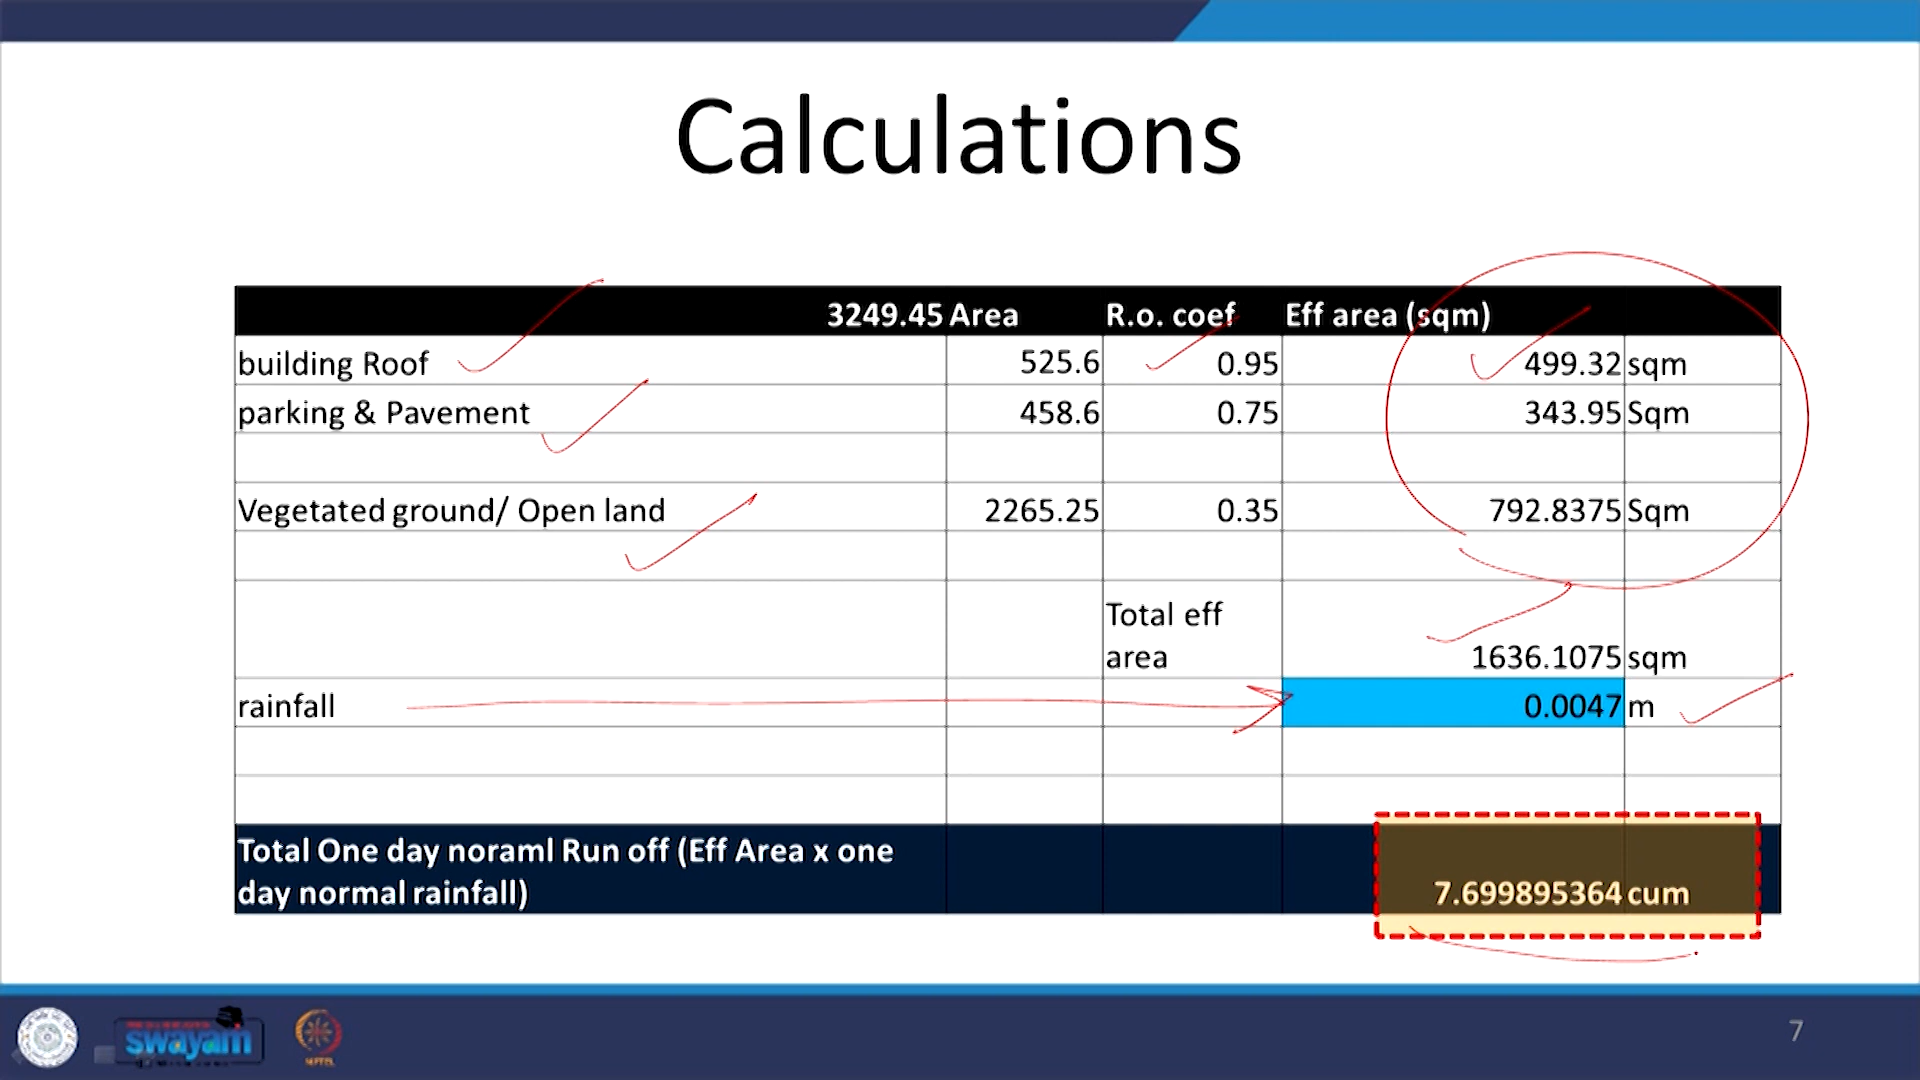 Calculations
3249.45 Area R.o. coef Eff area (sqm)
building Roof 525.6 0.95 499.32 sqm
parking & Pavement 458.6 0.75 343.95 Sqm
Vegetated ground/ Open land 2265.25 0.35 792.8375 Sqm
Total eff
area 1636.1075 sqm
rainfall 0.0047 m
Total One day noraml Run off (Eff Area x one
day normal rainfall) 7.699895364 cum
swayam
7